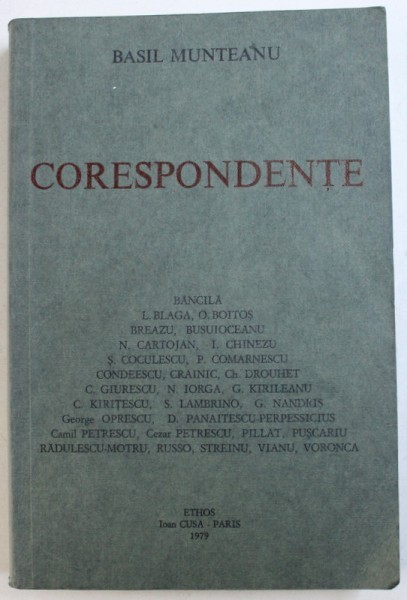 BASIL MUNTEANU
CORESPONDENȚE
BĂNCILĂ
L. BLAGA, O. BOITOȘ
BREAZU, BUSUIOCEANU
N. CARTOJAN, I. CHINEZU
Ș. COCULESCU, P. COMARNESCU
CONDEESCU, CRAINIC, Ch. DROUHET
C. GIURESCU, N. IORGA, G. KIRILEANU
C. KIRIȚESCU, S. LAMBRINO, G. NANDRIȘ
George OPRESCU, D. PANAITESCU-PERPESSICIUS
Camil PETRESCU, Cezar PETRESCU, PILLAT, PUȘCARIU
RĂDULESCU-MOTRU, RUSSO, STREINU, VIANU, VORONCA
ETHOS
Ioan CUȘA - PARIS
1979